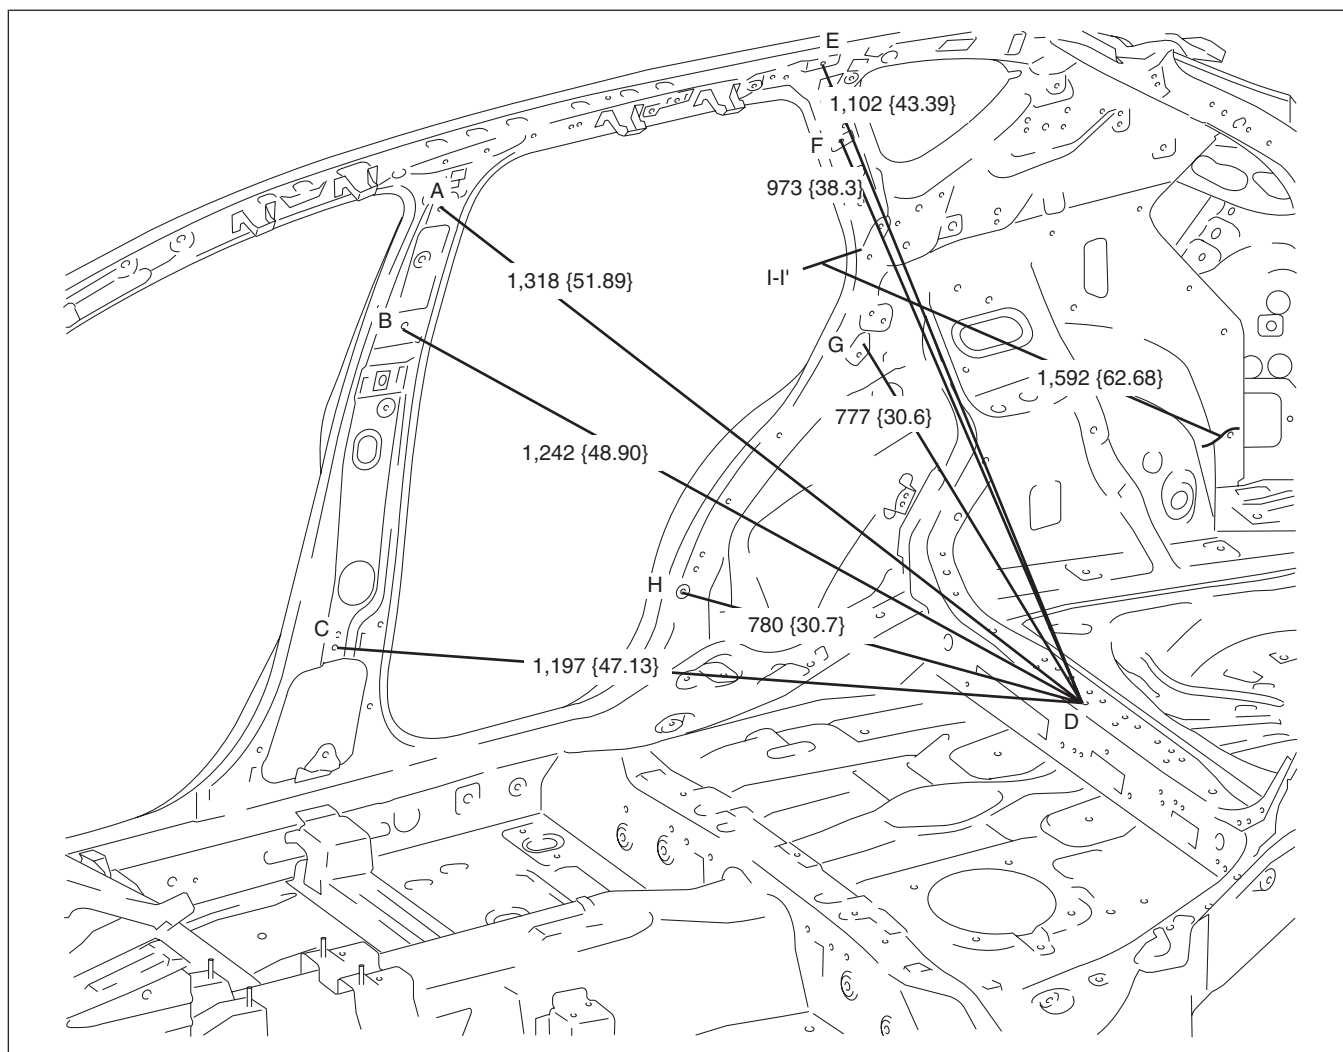 E
1,102 {43.39}
F
973 {38.3}
A
1,318 {51.89}
I-I'
B
G
1,592 {62.68}
777 {30.6}
1,242 {48.90}
H
780 {30.7}
C
1,197 {47.13}
D